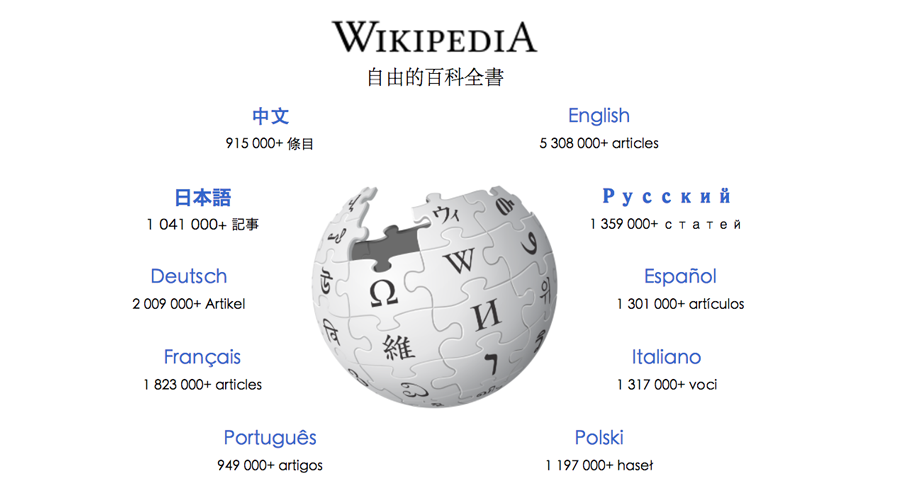 WIKIPEDIA
自由的百科全書
中文
915 000+ 條目
English
5 308 000+ articles
日本語
1 041 000+ 記事
Русский
1 359 000+ статей
Deutsch
2 009 000+ Artikel
Español
1 301 000+ artículos
Français
1 823 000+ articles
Italiano
1 317 000+ voci
Português
949 000+ artigos
Polski
1 197 000+ haseł
ウィ
W
Ω
И
維